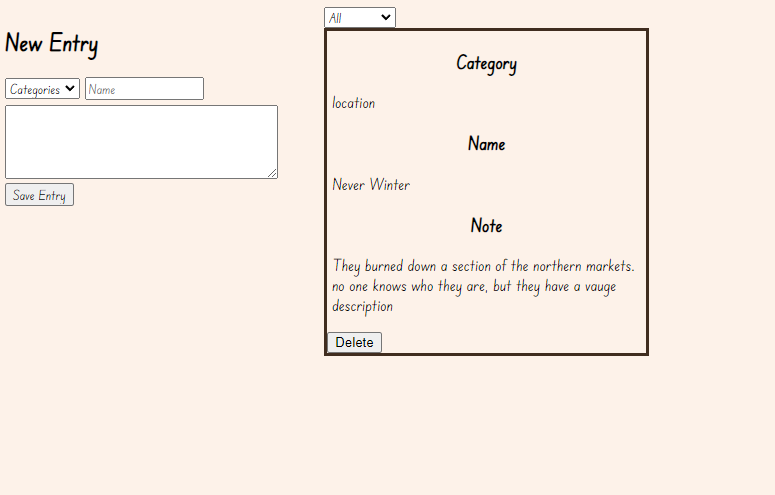 New Entry
Categories Name
Save Entry
All
Category
location
Name
Never Winter
Note
They burned down a section of the northern markets.
no one knows who they are, but they have a vauge
description
Delete